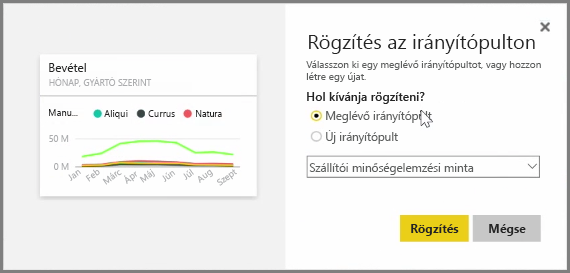 Bevétel
HÓNAP, GYÁRTÓ SZERINT
Manu... Aliqui Currus Natura
50 M
0 M
Jan Feb Márc Ápr Máj Jún Júl Aug Szept
Rögzítés az irányítópulton
Válasszon ki egy meglévő irányítópultot, vagy hozzon
létre egy újat.
Hol kívánja rögzíteni?
Meglévő irányítópult
Új irányítópult
Szállítói minőségelemzési minta
Rögzítés Mégse